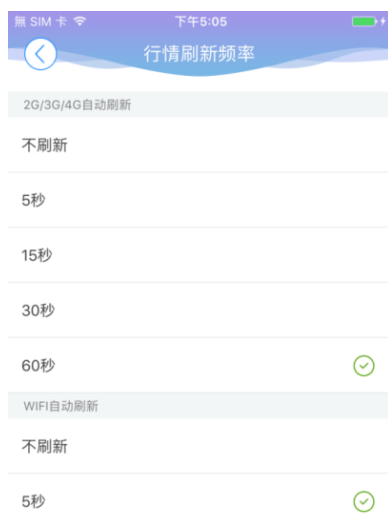 無 SIM 卡 下午5:05
行情刷新频率
2G/3G/4G自动刷新
不刷新
5秒
15秒
30秒
60秒
WIFI自动刷新
不刷新
5秒